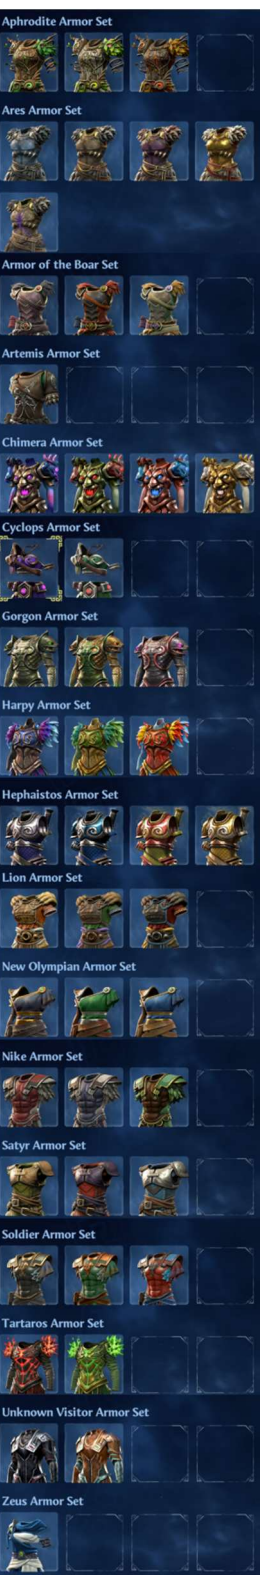 Aphrodite Armor Set
Ares Armor Set
Armor of the Boar Set
Artemis Armor Set
Chimera Armor Set
Cyclops Armor Set
Gorgon Armor Set
Harpy Armor Set
Hephaistos Armor Set
Lion Armor Set
New Olympian Armor Set
Nike Armor Set
Satyr Armor Set
Soldier Armor Set
Tartaros Armor Set
Unknown Visitor Armor Set
Zeus Armor Set